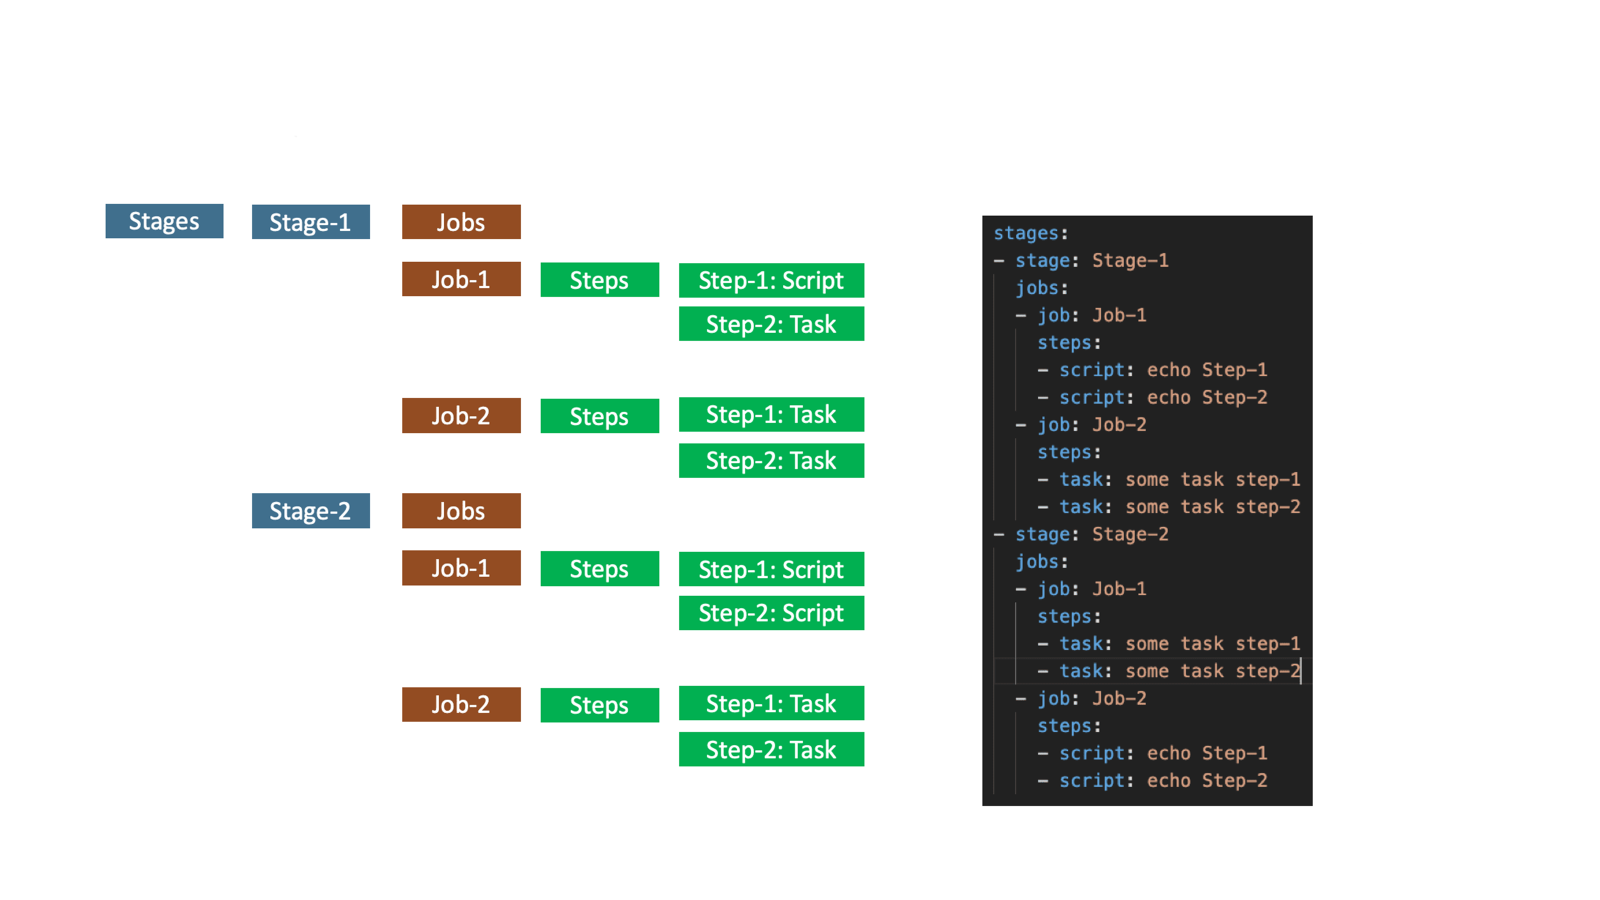 Stages Stage-1 Jobs
Job-1 Steps Step-1: Script
Step-2: Task
Job-2 Steps Step-1: Task
Step-2: Task
Stage-2 Jobs
Job-1 Steps Step-1: Script
Step-2: Script
Job-2 Steps Step-1: Task
Step-2: Task
stages:
- stage: Stage-1
jobs:
- job: Job-1
steps:
- script: echo Step-1
- script: echo Step-2
- job: Job-2
steps:
- task: some task step-1
- task: some task step-2
- stage: Stage-2
jobs:
- job: Job-1
steps:
- task: some task step-1
- task: some task step-2
- job: Job-2
steps:
- script: echo Step-1
- script: echo Step-2